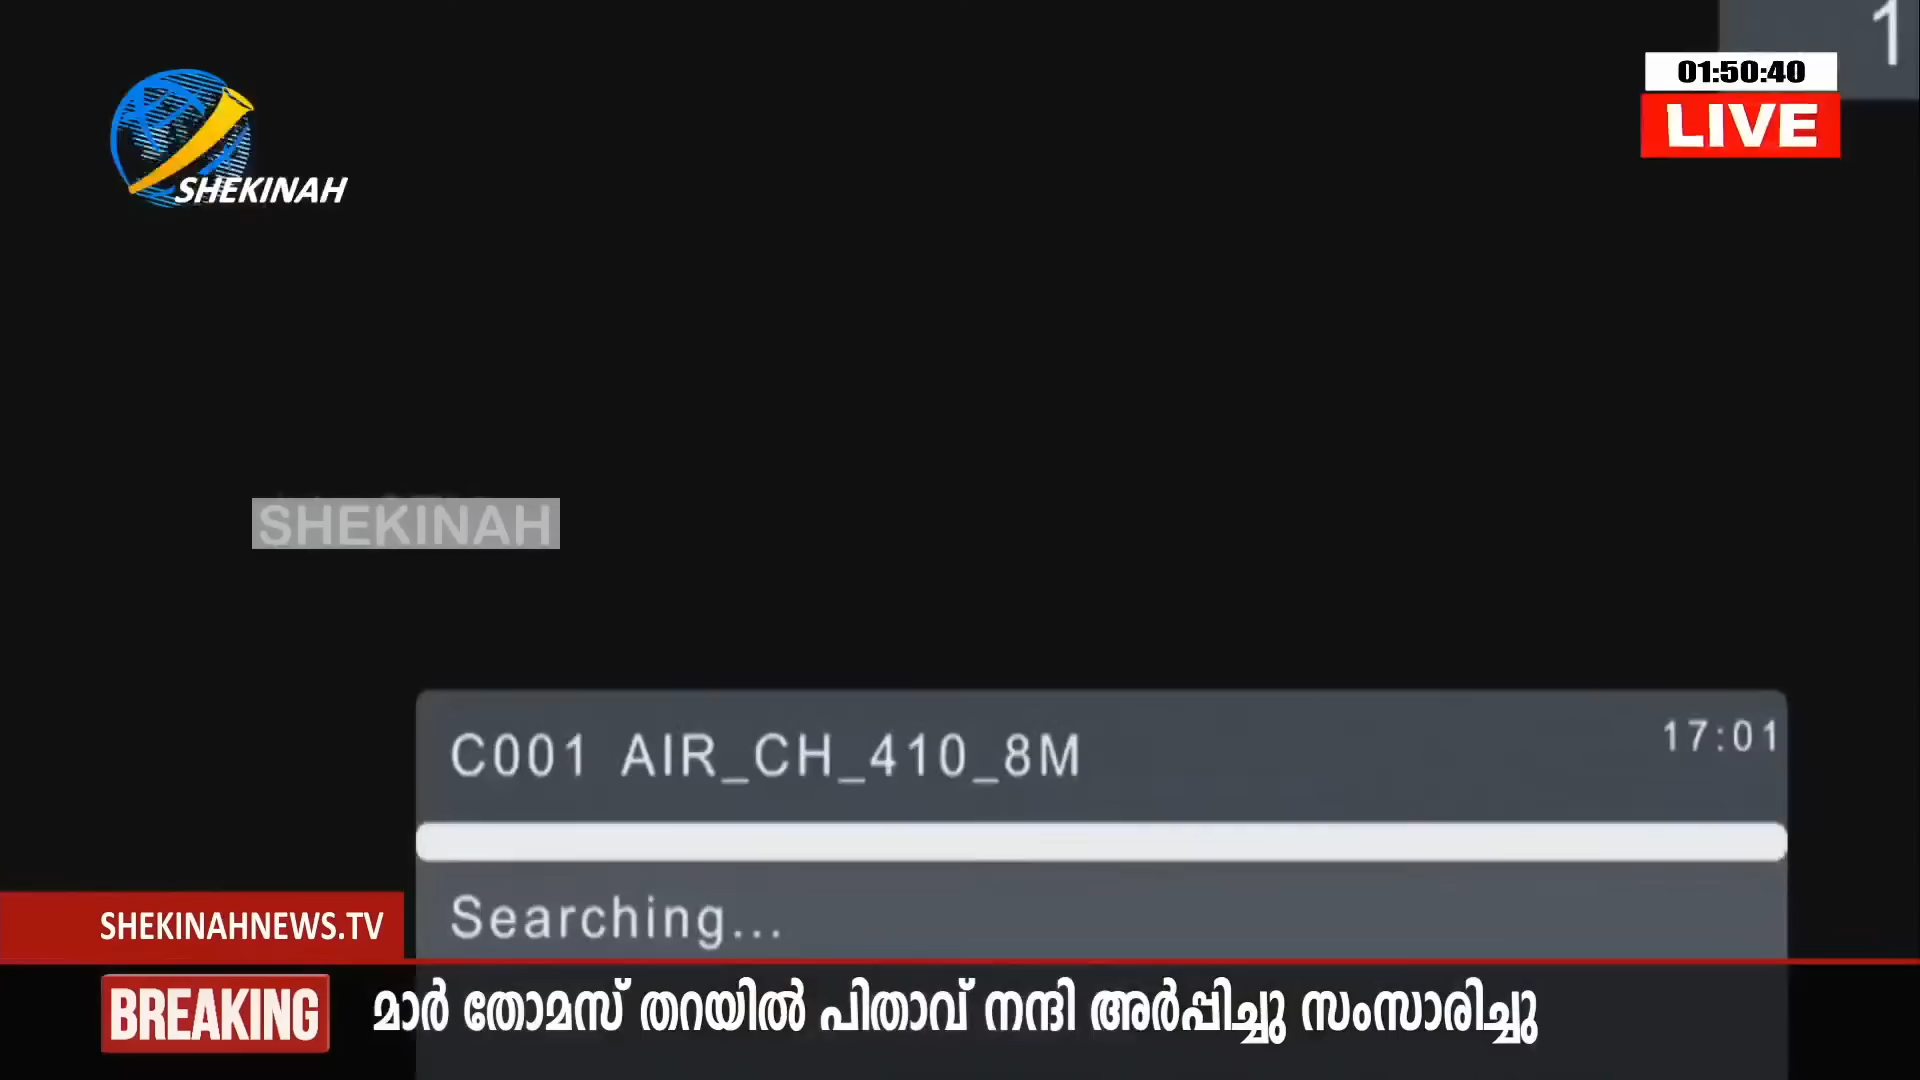 1
01:50:40
LIVE
SHEKINAH
SHEKINAH
C001 AIR_CH_410_8M
17:01
Searching...
SHEKINAHNEWS.TV
BREAKING
മാർ തോമസ് തറയിൽ പിതാവ് നന്ദി അർപ്പിച്ചു സംസാരിച്ചു